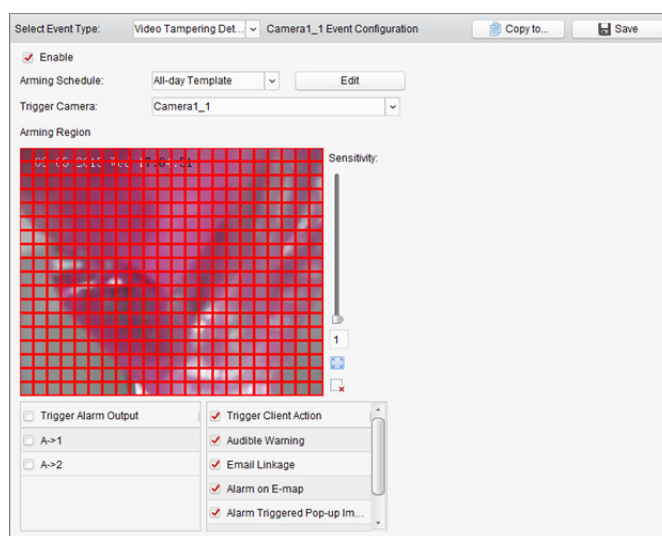 Select Event Type: Video Tampering Det... Camera1_1 Event Configuration Copy to... Save
Enable
Arming Schedule: All-day Template Edit
Trigger Camera: Camera1_1
Arming Region
Sensitivity:
1
Trigger Alarm Output
A->1
A->2
Trigger Client Action
Audible Warning
Email Linkage
Alarm on E-map
Alarm Triggered Pop-up Im...